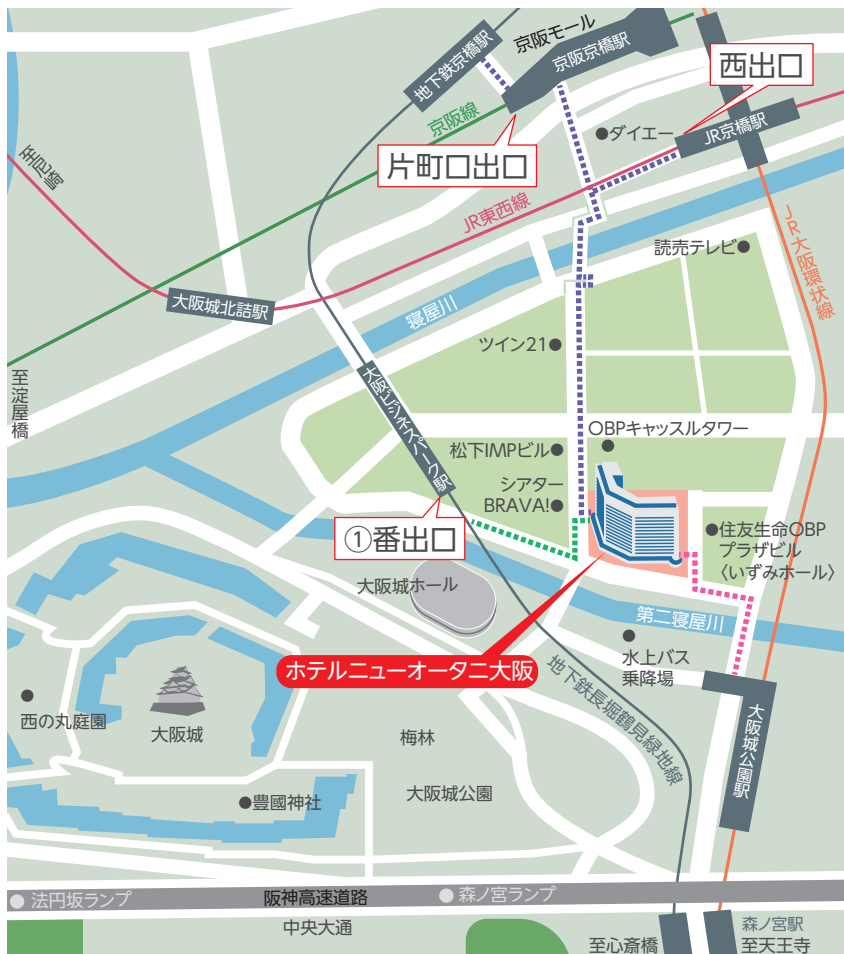 京阪モール
地下鉄京橋駅
京阪京橋駅
西出口
京阪線
ダイエー
JR京橋駅
片町口出口
至尼崎
JR東西線
JR大阪環状線
読売テレビ
大阪城北詰駅
寝屋川
ツイン21
至淀屋橋
大阪ビジネスパーク駅
OBPキャッスルタワー
松下IMPビル
シアター
BRAVA!
①番出口
住友生命OBP
プラザビル
〈いずみホール〉
大阪城ホール
第二寝屋川
ホテルニューオータニ大阪
水上バス
乗降場
地下鉄長堀鶴見緑地線
西の丸庭園
大阪城
梅林
大阪城公園駅
大阪城公園
豊國神社
法円坂ランプ
阪神高速道路
森ノ宮ランプ
中央大通
森ノ宮駅
至心斎橋
至天王寺